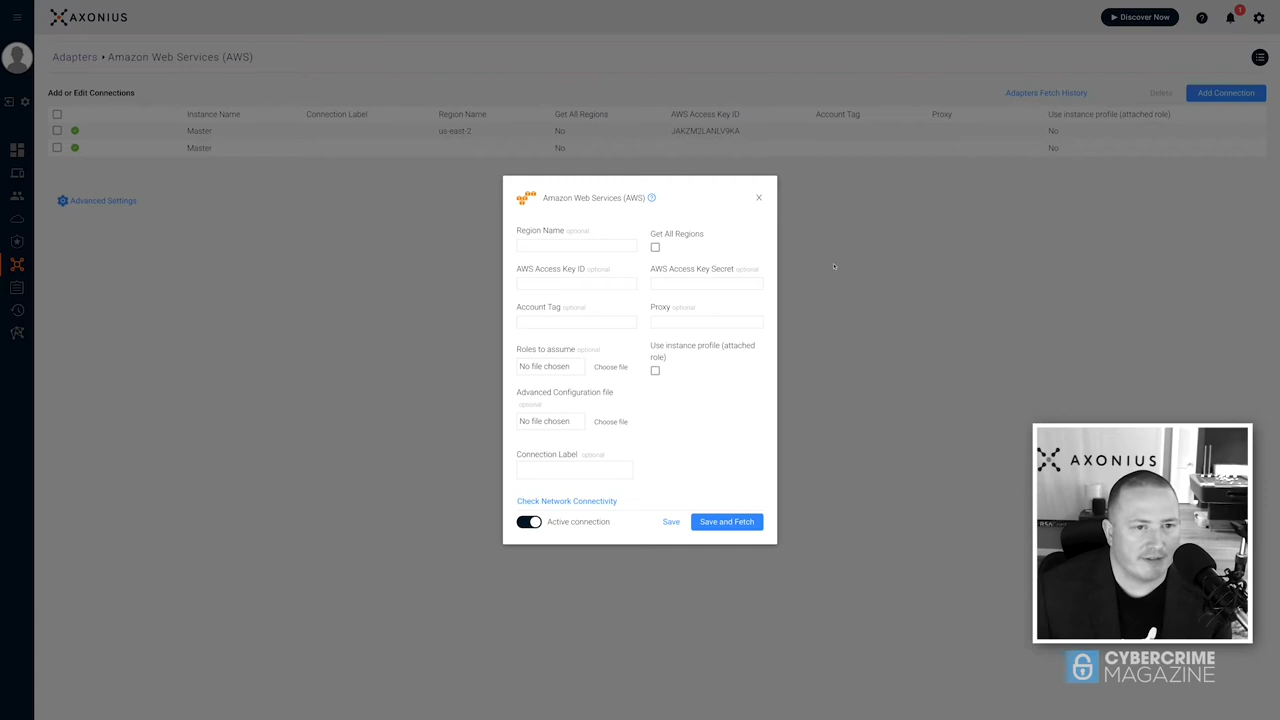 AXONIUS
Discover Now
1
Adapters Amazon Web Services (AWS)
Add or Edit Connections
Adapters Fetch History
Delete
Add Connection
Instance Name Connection Label Region Name Get All Regions AWS Access Key ID Account Tag Proxy Use instance profile (attached role)
Master us-east-2 No JAKZM2LANLV9KA No
Master No No
Advanced Settings
Amazon Web Services (AWS)
Region Name optional
Get All Regions
AWS Access Key ID optional
AWS Access Key Secret optional
Account Tag optional
Proxy optional
Roles to assume optional
No file chosen Choose file
Use instance profile (attached
role)
Advanced Configuration file
optional
No file chosen Choose file
Connection Label optional
Check Network Connectivity
Active connection
Save
Save and Fetch
AXONIUS
CYBERCRIME
MAGAZINE